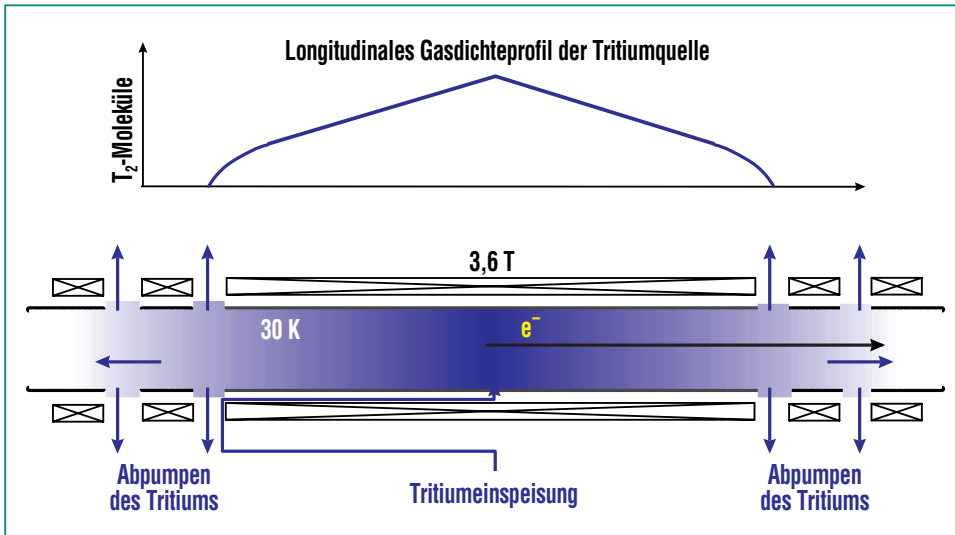 Longitudinales Gasdichteprofil der Tritiumquelle
T₂-Moleküle
3,6 T
30 K
e⁻
Abpumpen
des Tritiums
Tritiumeinspeisung
Abpumpen
des Tritiums